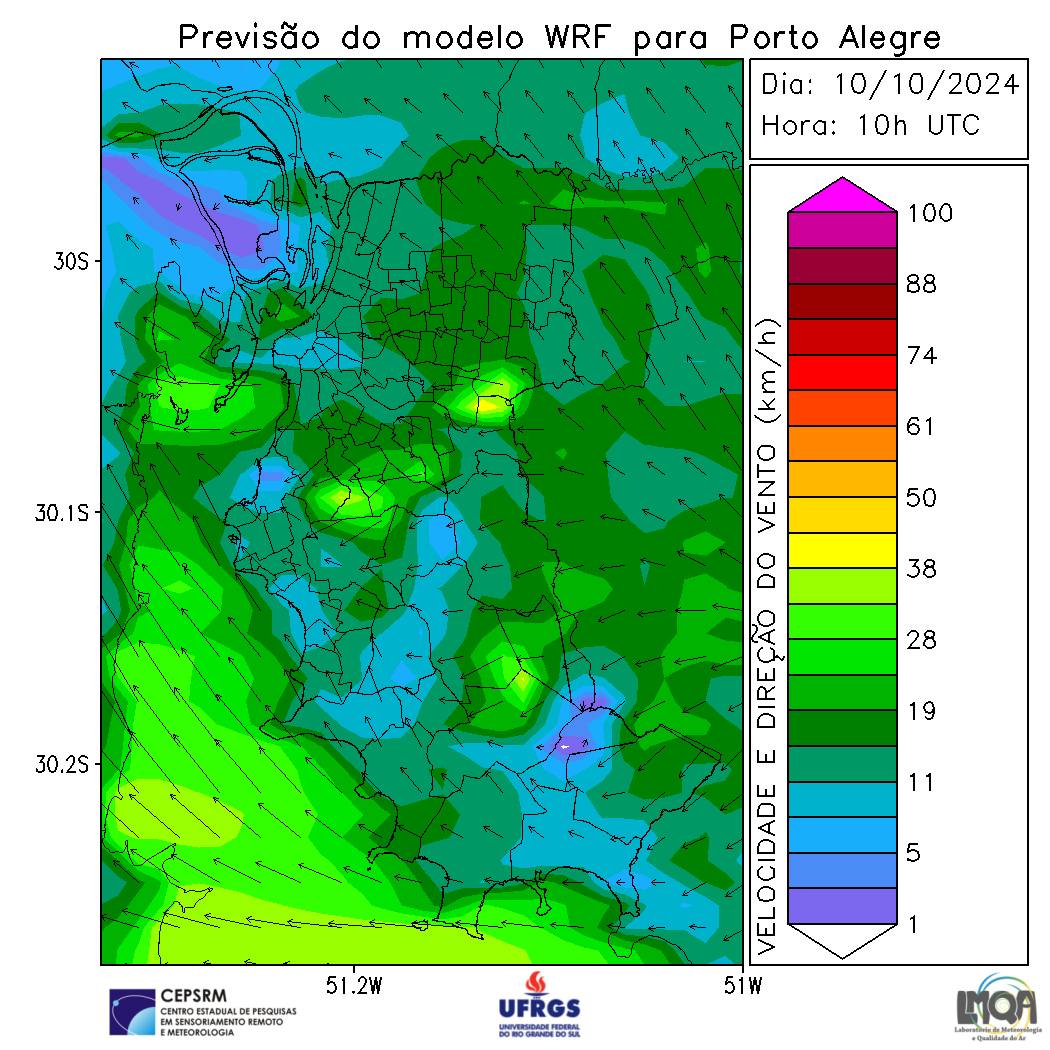 Previsão do modelo WRF para Porto Alegre
Dia: 10/10/2024
Hora: 10h UTC
30S
30.1S
30.2S
51.2W
51W
VELOCIDADE E DIREÇÃO DO VENTO (km/h)
100
88
74
61
50
38
28
19
11
5
1
CEPSRM
CENTRO ESTADUAL DE PESQUISAS
EM SENSORIAMENTO REMOTO
E METEOROLOGIA
UFRGS
UNIVERSIDADE FEDERAL
DO RIO GRANDE DO SUL
LMQA
Laboratório de Meteorologia
e Qualidade do Ar